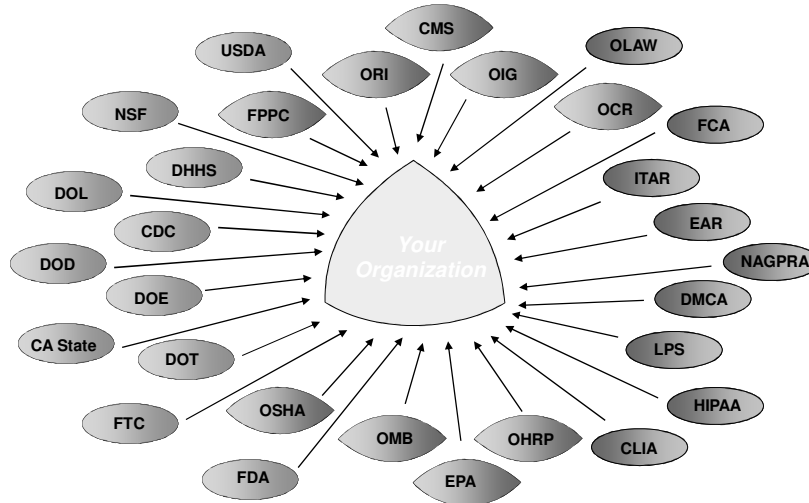 CMS
USDA
OLAW
ORI
OIG
NSF
FPPC
OCR
FCA
DHHS
ITAR
DOL
CDC
EAR
Your
Organization
DOD
NAGPRA
DOE
DMCA
CA State
DOT
LPS
HIPAA
FTC
OSHA
OMB
OHRP
CLIA
FDA
EPA